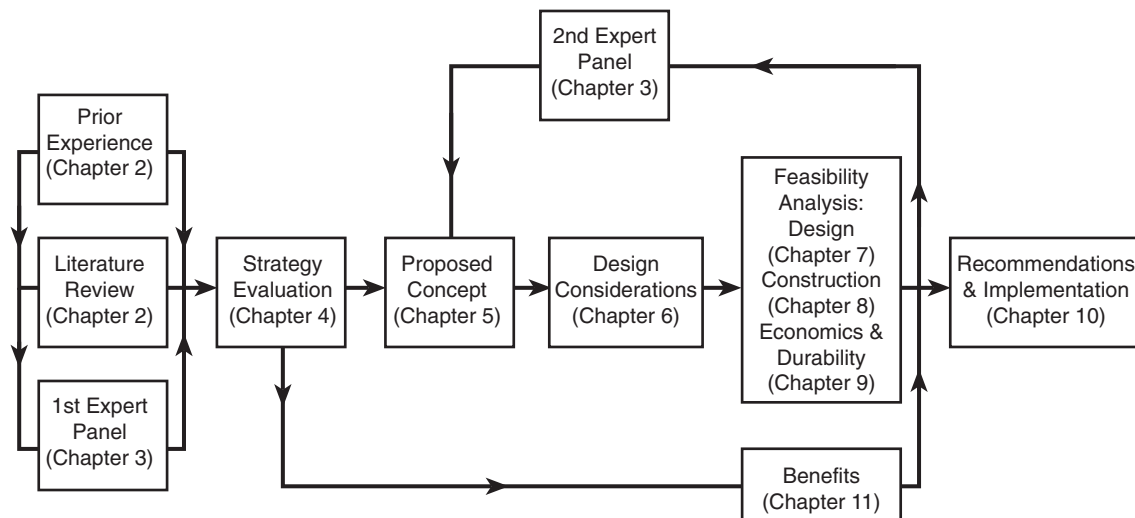 2nd Expert
Panel
(Chapter 3)
Prior
Experience
(Chapter 2)
Literature
Review
(Chapter 2)
1st Expert
Panel
(Chapter 3)
Strategy
Evaluation
(Chapter 4)
Proposed
Concept
(Chapter 5)
Design
Considerations
(Chapter 6)
Feasibility
Analysis:
Design
(Chapter 7)
Construction
(Chapter 8)
Economics &
Durability
(Chapter 9)
Recommendations
& Implementation
(Chapter 10)
Benefits
(Chapter 11)